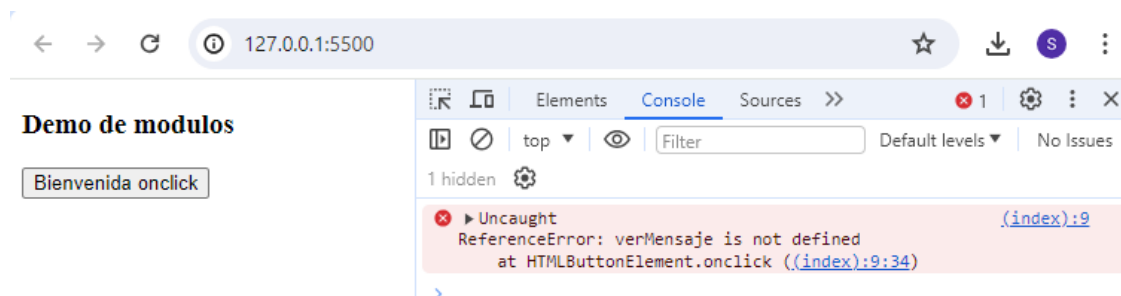 127.0.0.1:5500
S
Demo de modulos
Bienvenida onclick
Elements Console Sources 1
top Filter Default levels No Issues
1 hidden
Uncaught (index):9
ReferenceError: verMensaje is not defined
at HTMLButtonElement.onclick ((index):9:34)